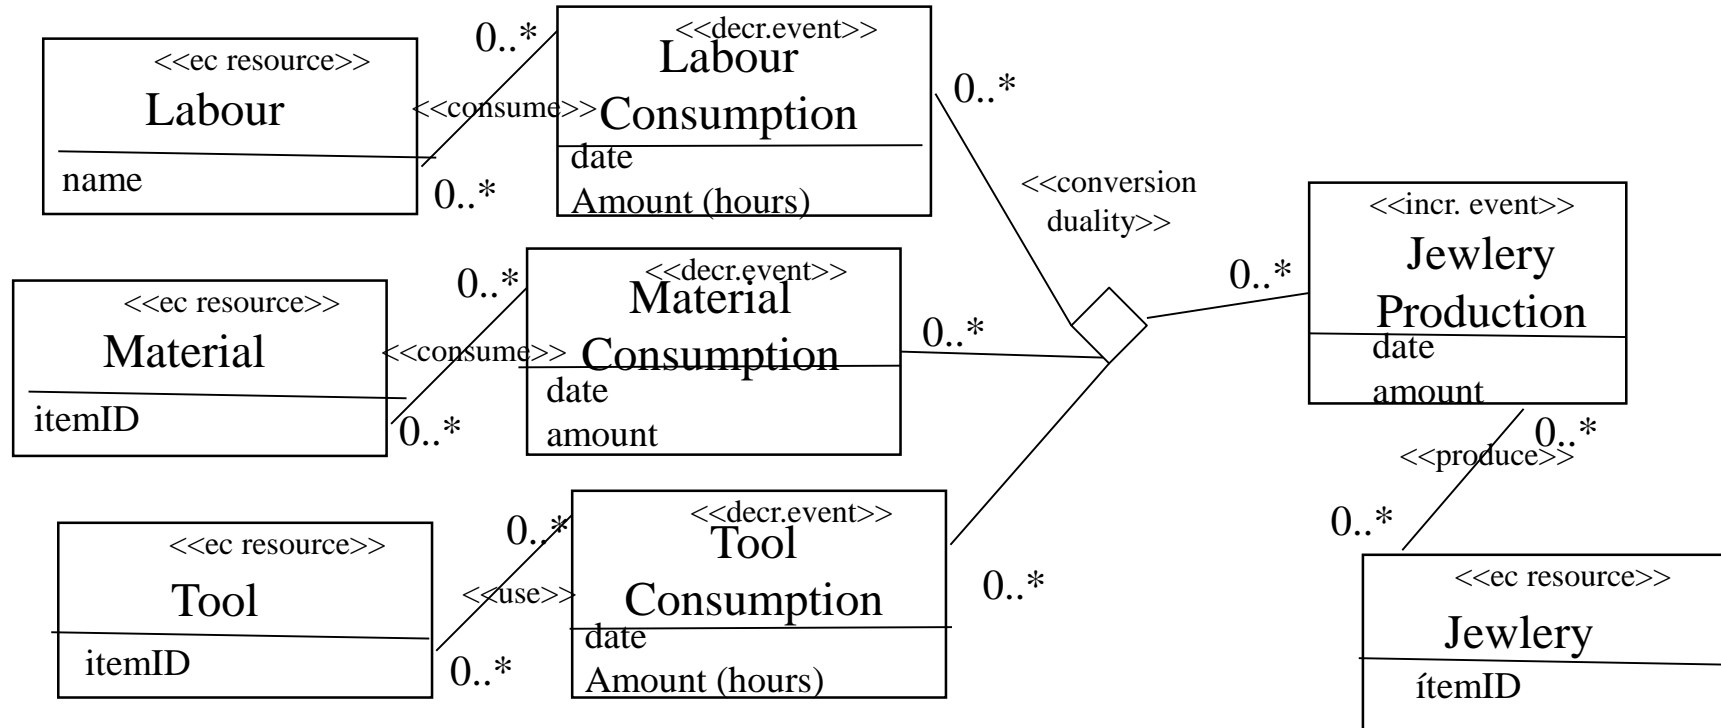 <<ec resource>>
Labour
name
0..*
<<consume>>
0..*
<<decr.event>>
Labour
Consumption
date
Amount (hours)
0..*
<<ec resource>>
Material
itemID
0..*
<<consume>>
0..*
<<decr.event>>
Material
Consumption
date
amount
0..*
<<ec resource>>
Tool
itemID
0..*
<<use>>
0..*
<<decr.event>>
Tool
Consumption
date
Amount (hours)
0..*
<<conversion
duality>>
0..*
<<incr. event>>
Jewlery
Production
date
amount
0..*
<<produce>>
0..*
<<ec resource>>
Jewlery
ítemID